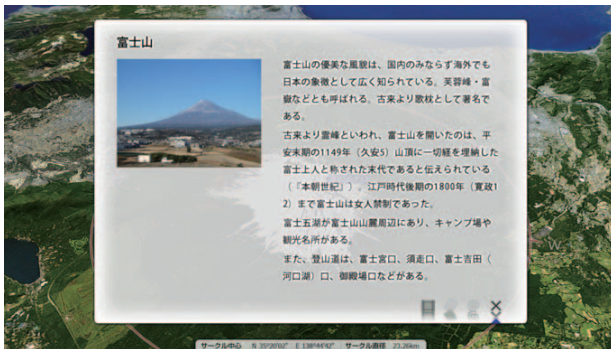 富士山
富士山の優美な風貌は、国内のみならず海外でも
日本の象徴として広く知られている。芙蓉峰・富
嶽などとも呼ばれる。古来より歌枕として著名で
ある。
古来より霊峰といわれ、富士山を開いたのは、平
安末期の1149年（久安5）山頂に一切経を埋納した
富士上人と称された末代であると伝えられている
（『本朝世紀』）。江戸時代後期の1800年（寛政1
2）まで富士山は女人禁制であった。
富士五湖が富士山山麓周辺にあり、キャンプ場や
観光名所がある。
また、登山道は、富士宮口、須走口、富士吉田（
河口湖）口、御殿場口などがある。
W
サークル中心 N 35°20'02" E 138°44'42" サークル直径 23.26km